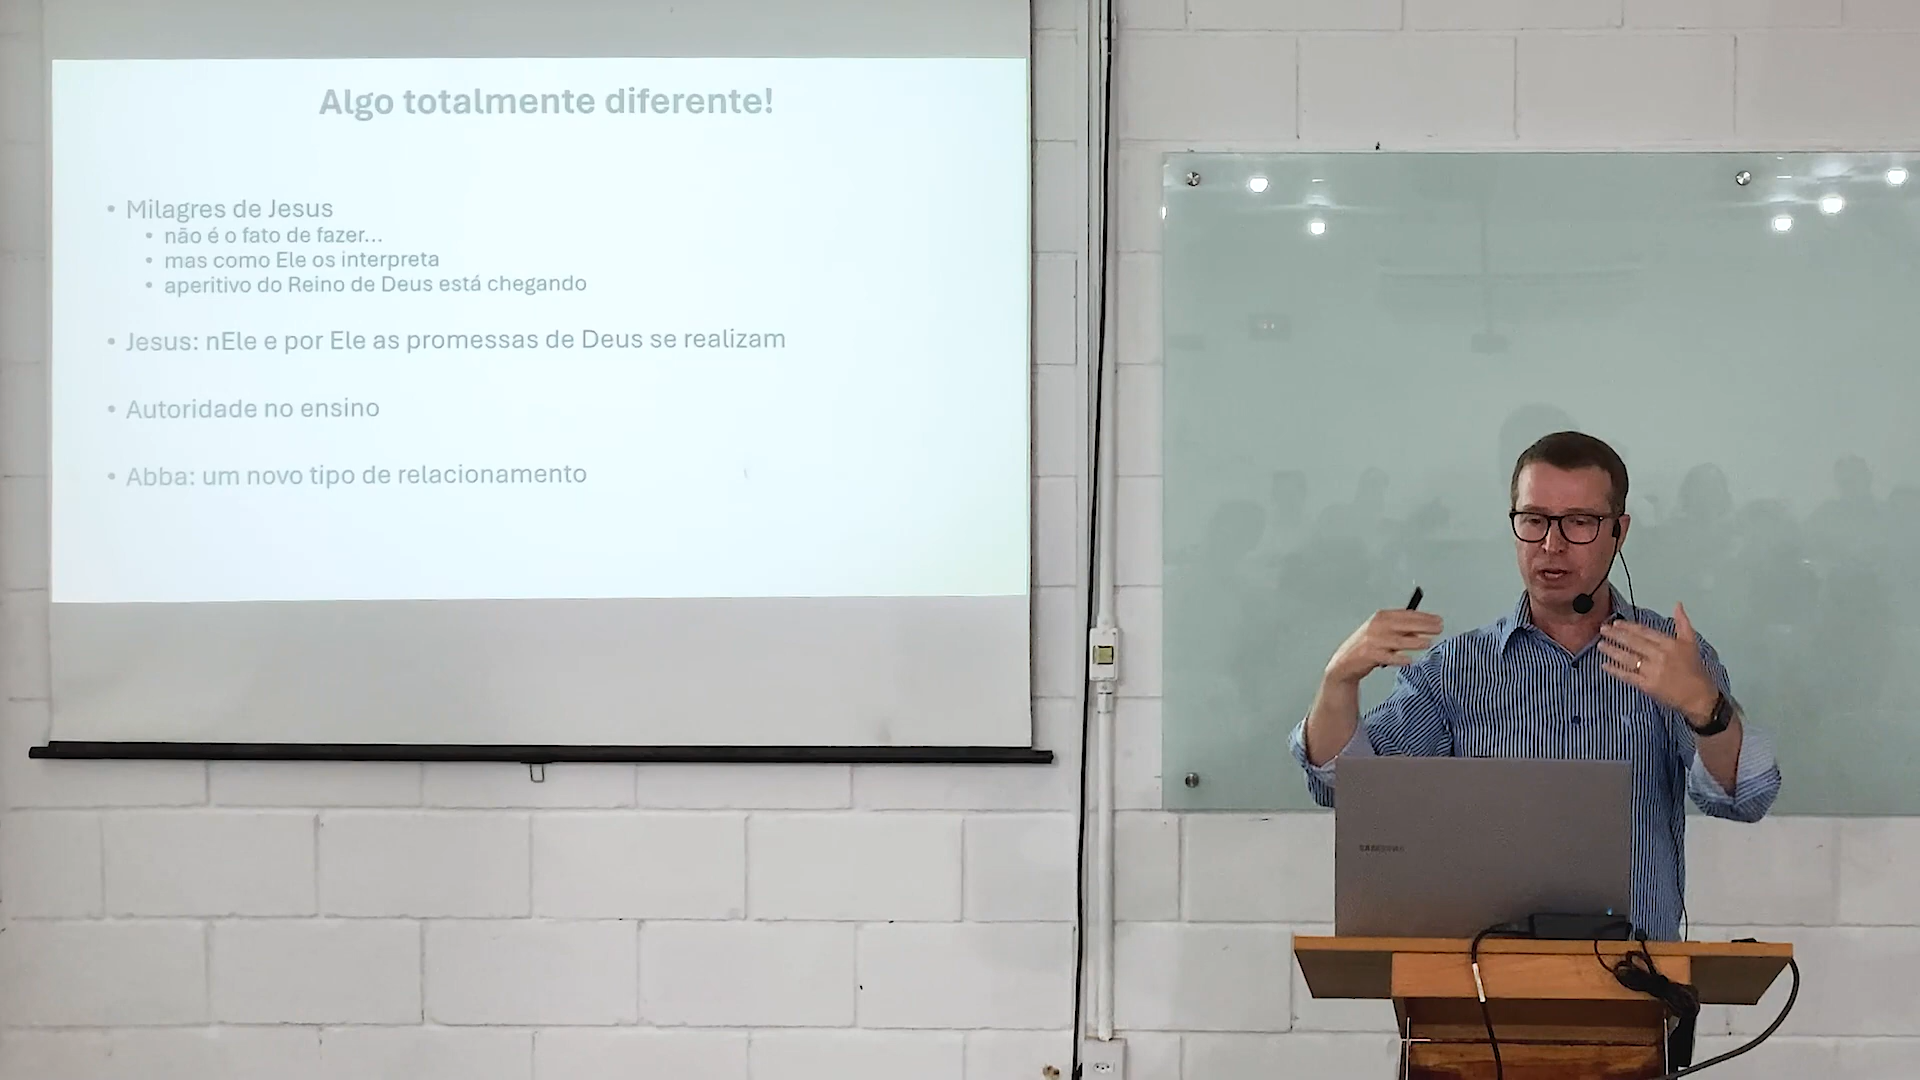 Algo totalmente diferente!
• Milagres de Jesus
• não é o fato de fazer...
• mas como Ele os interpreta
• aperitivo do Reino de Deus está chegando
• Jesus: nEle e por Ele as promessas de Deus se realizam
• Autoridade no ensino
• Abba: um novo tipo de relacionamento
SAMSUNG